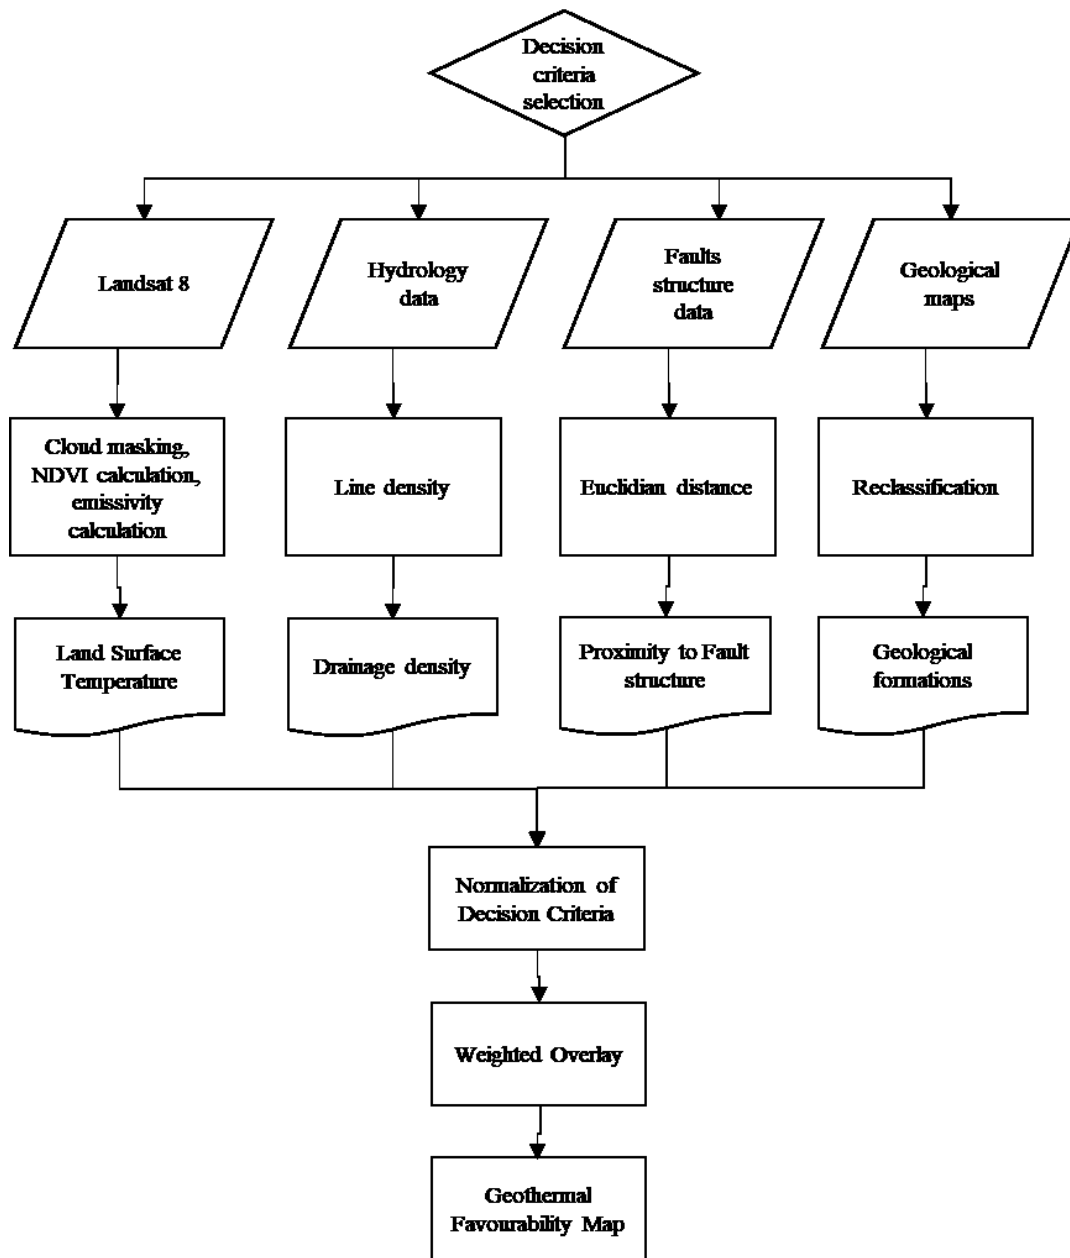 Decision
criteria
selection
Landsat 8
Hydrology
data
Faults
structure
data
Geological
maps
Cloud masking,
NDVI calculation,
emissivity
calculation
Line density
Euclidian distance
Reclassification
Land Surface
Temperature
Drainage density
Proximity to Fault
structure
Geological
formations
Normalization of
Decision Criteria
Weighted Overlay
Geothermal
Favourability Map